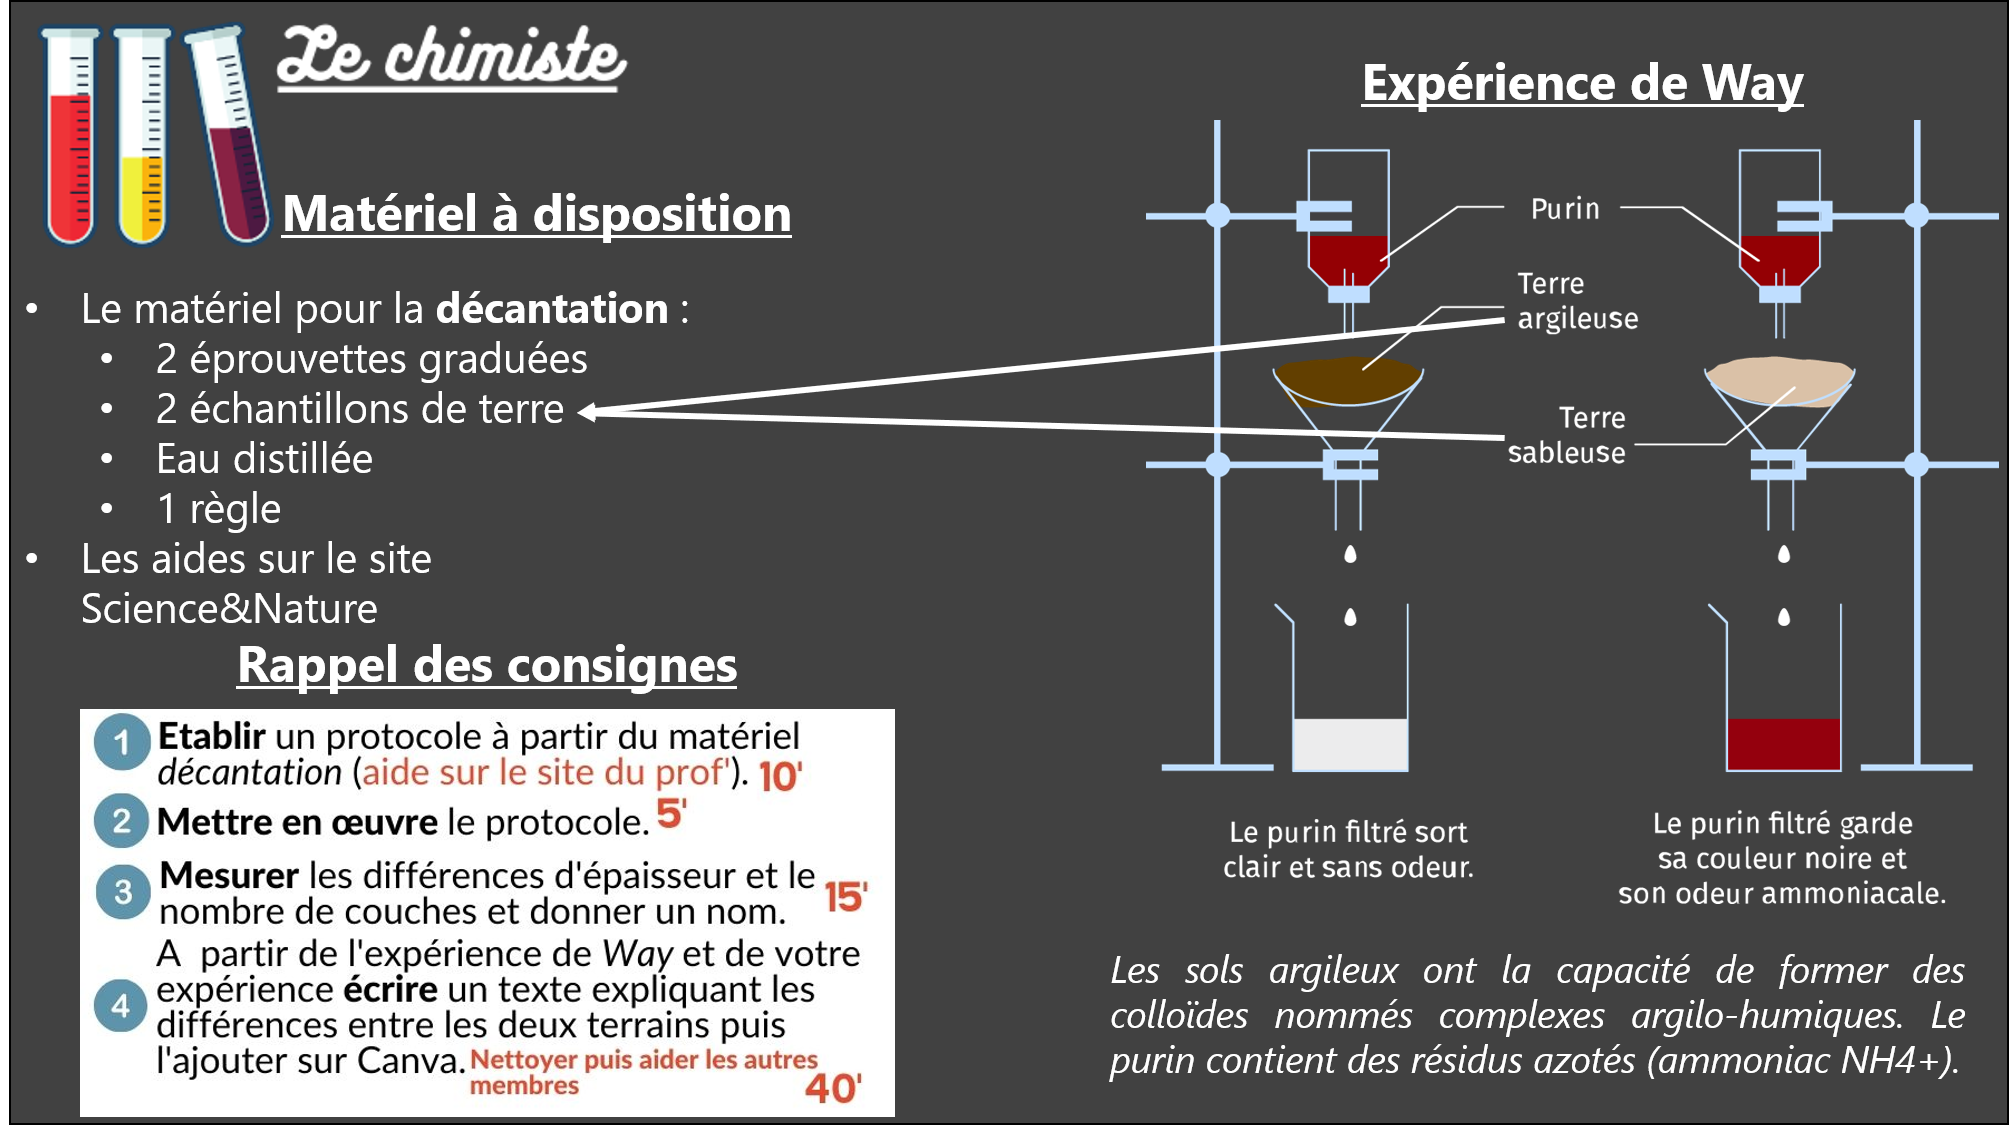 Le chimiste
Matériel à disposition
• Le matériel pour la décantation :
• 2 éprouvettes graduées
• 2 échantillons de terre
• Eau distillée
• 1 règle
• Les aides sur le site
Science&Nature
Rappel des consignes
1 Etablir un protocole à partir du matériel
décantation (aide sur le site du prof'). 10'
2 Mettre en œuvre le protocole. 5'
3 Mesurer les différences d'épaisseur et le
nombre de couches et donner un nom. 15'
A partir de l'expérience de Way et de votre
4 expérience écrire un texte expliquant les
différences entre les deux terrains puis
l'ajouter sur Canva. Nettoyer puis aider les autres
membres 40'
Expérience de Way
Purin
Terre
argileuse
Terre
sableuse
Le purin filtré sort
clair et sans odeur.
Le purin filtré garde
sa couleur noire et
son odeur ammoniacale.
Les sols argileux ont la capacité de former des
colloïdes nommés complexes argilo-humiques. Le
purin contient des résidus azotés (ammoniac NH4+).